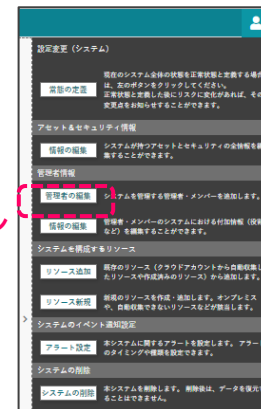 設定変更（システム）
常態の定義
現在のシステム全体の状態を正常状態と定義する場合
は、左のボタンをクリックしてください。
正常状態と定義した後にリスクに変化があれば、その
変更点をお知らせすることができます。
アセット＆セキュリティ情報
情報の編集
システムが持つアセットとセキュリティの全情報を編
集することができます。
管理者情報
管理者の編集
システムを管理する管理者・メンバーを追加します。
情報の編集
管理者・メンバーのシステムにおける付加情報（役割
など）を編集することができます。
システムを構成するリソース
リソース追加
既存のリソース（クラウドアカウントから自動収集し
たリソースや作成済みのリソース）から追加します。
リソース新規
新規のリソースを作成・追加します。オンプレミス
や、自動収集できないリソースなどが該当します。
システムのイベント通知設定
アラート設定
本システムに関するアラートを設定します。 アラー
のタイミングや種類を設定できます。
システムの削除
システムの削除
本システムを削除します。 削除後は、データを復元す
ることはできません。